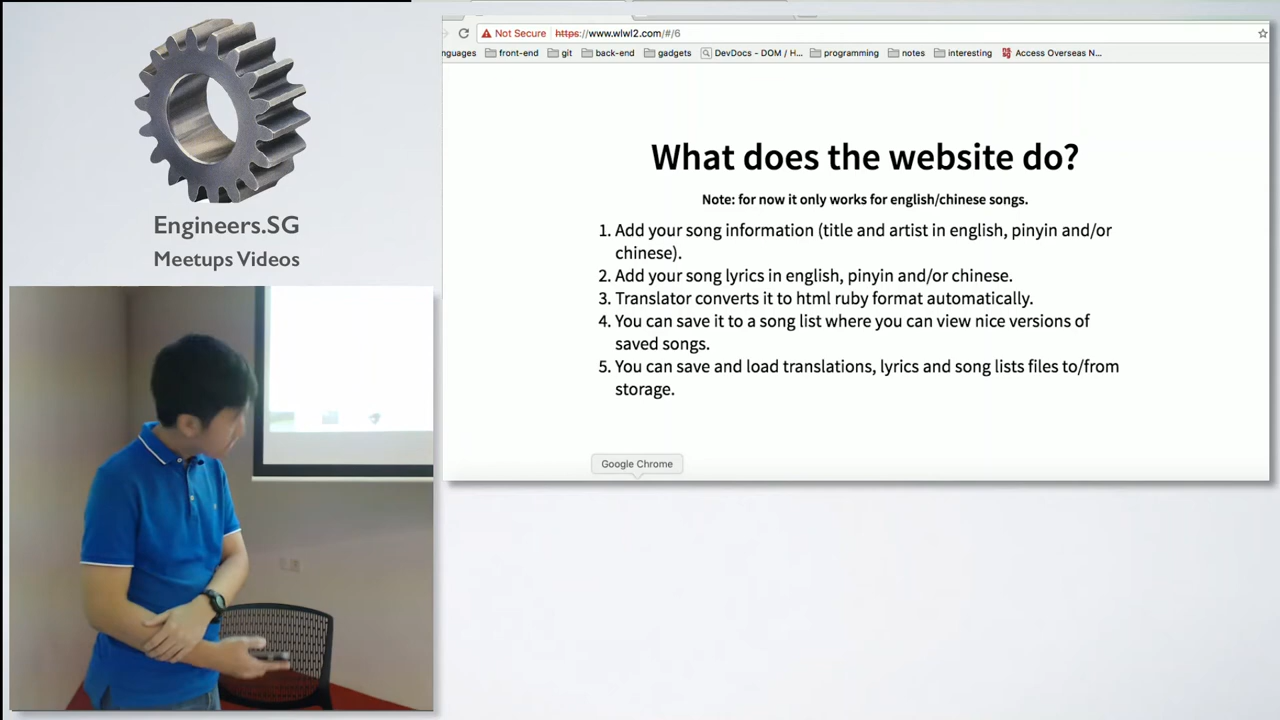 Engineers.SG
Meetups Videos
Not Secure https://www.wlwl2.com/#/6
nguages front-end git back-end gadgets DevDocs - DOM / H... programming notes interesting Access Overseas N...
What does the website do?
Note: for now it only works for english/chinese songs.
1. Add your song information (title and artist in english, pinyin and/or
chinese).
2. Add your song lyrics in english, pinyin and/or chinese.
3. Translator converts it to html ruby format automatically.
4. You can save it to a song list where you can view nice versions of
saved songs.
5. You can save and load translations, lyrics and song lists files to/from
storage.
Google Chrome